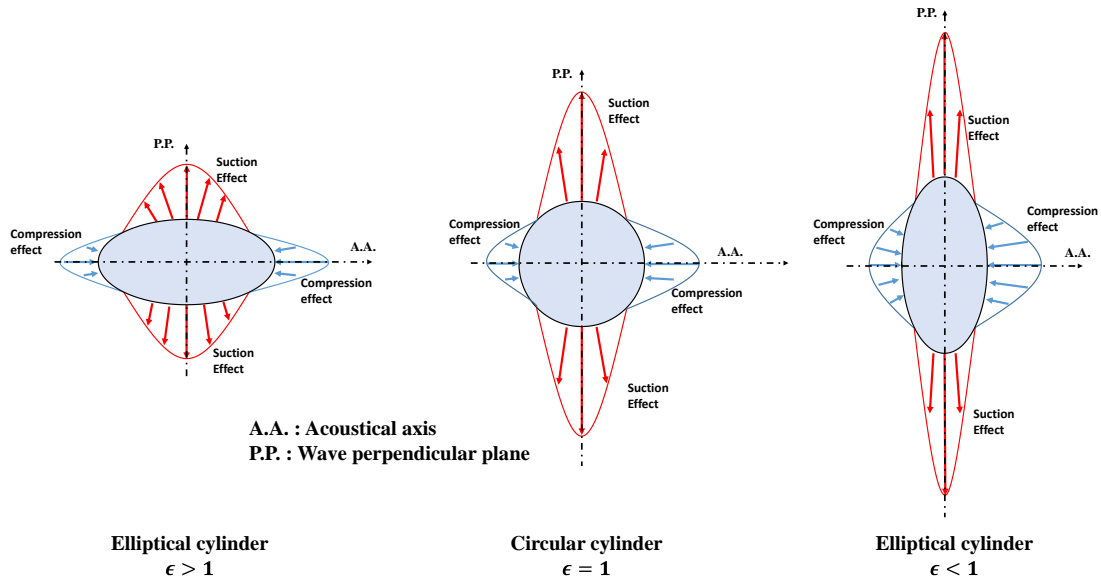 P.P.
Suction
Effect
Compression
effect
A.A.
Compression
effect
Suction
Effect
P.P.
Suction
Effect
Compression
effect
A.A.
Compression
effect
Suction
Effect
P.P.
Suction
Effect
Compression
effect
Compression
effect
A.A.
Suction
Effect
A.A. : Acoustical axis
P.P. : Wave perpendicular plane
Elliptical cylinder
ϵ > 1
Circular cylinder
ϵ = 1
Elliptical cylinder
ϵ < 1